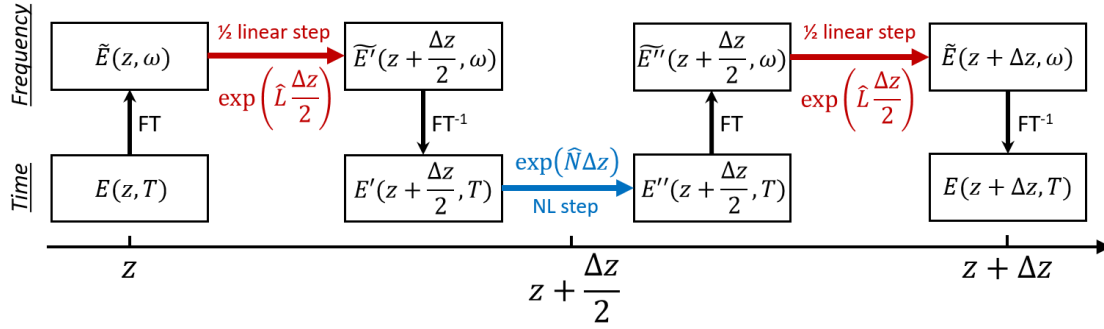 Frequency
Ẽ(z, ω)
½ linear step
exp(L̂ Δz/2)
Ẽ′(z + Δz/2, ω)
Ẽ″(z + Δz/2, ω)
½ linear step
exp(L̂ Δz/2)
Ẽ(z + Δz, ω)
FT
FT⁻¹
FT
FT⁻¹
Time
E(z, T)
E′(z + Δz/2, T)
exp(N̂Δz)
NL step
E″(z + Δz/2, T)
E(z + Δz, T)
z
z + Δz/2
z + Δz